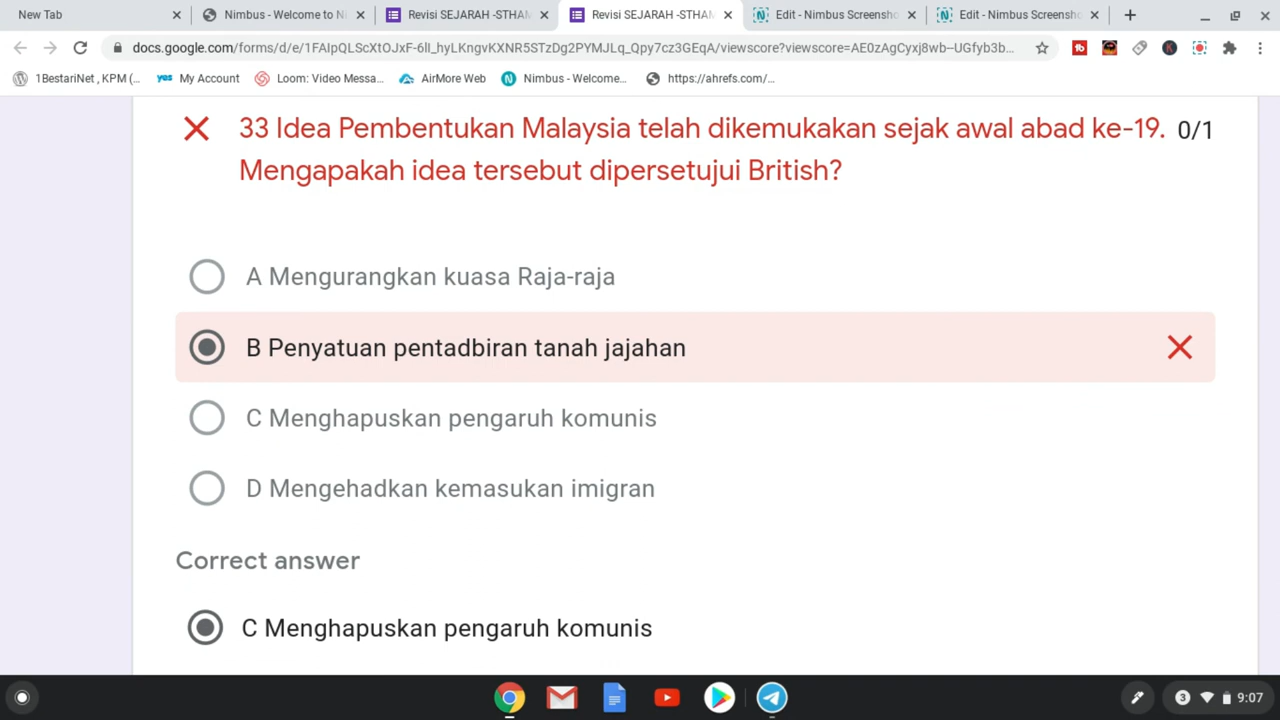 New Tab
Nimbus - Welcome to Ni
Revisi SEJARAH -STHAM
Revisi SEJARAH -STHAM
Edit - Nimbus Screensho
Edit - Nimbus Screensho
docs.google.com/forms/d/e/1FAIpQLScXtOJxF-6lI_hyLKngvKXNR5STzDg2PYMJLq_Qpy7cz3GEqA/viewscore?viewscore=AE0zAgCyxj8wb--UGfyb3b...
1BestariNet , KPM (...
yes My Account
Loom: Video Messa...
AirMore Web
Nimbus - Welcome...
https://ahrefs.com/...
33 Idea Pembentukan Malaysia telah dikemukakan sejak awal abad ke-19. 0/1
Mengapakah idea tersebut dipersetujui British?
A Mengurangkan kuasa Raja-raja
B Penyatuan pentadbiran tanah jajahan
C Menghapuskan pengaruh komunis
D Mengehadkan kemasukan imigran
Correct answer
C Menghapuskan pengaruh komunis
3 9:07